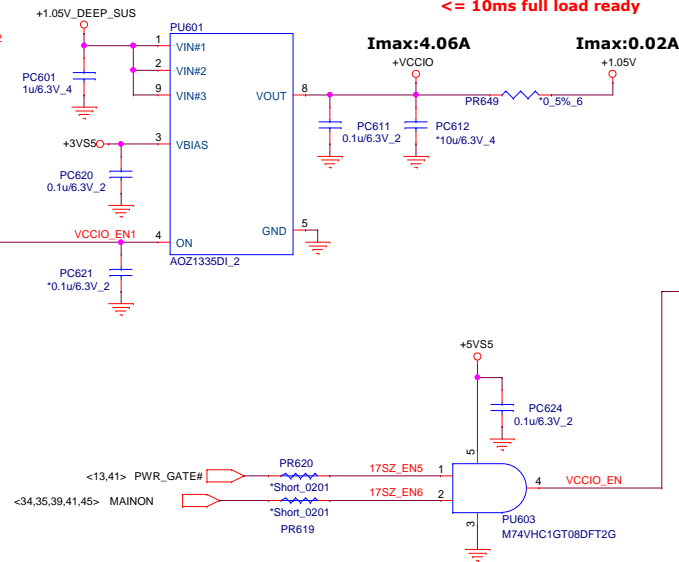 <= 10ms full load ready
+1.05V_DEEP_SUS
PU601
Imax:4.06A
Imax:0.02A
+VCCIO
+1.05V
1
VIN#1
2
VIN#2
9
VIN#3
VOUT
8
PC601
1u/6.3V_4
PR649
*0_5%_6
PC611
0.1u/6.3V_2
PC612
*10u/6.3V_4
+3VS5
3
VBIAS
PC620
0.1u/6.3V_2
VCCIO_EN1
4
ON
GND
5
AOZ1335DI_2
PC621
*0.1u/6.3V_2
+5VS5
PC624
0.1u/6.3V_2
5
<13,41> PWR_GATE#
PR620
*Short_0201
17SZ_EN5
1
<34,35,39,41,45> MAINON
*Short_0201
PR619
17SZ_EN6
2
4
VCCIO_EN
3
PU603
M74VHC1GT08DFT2G